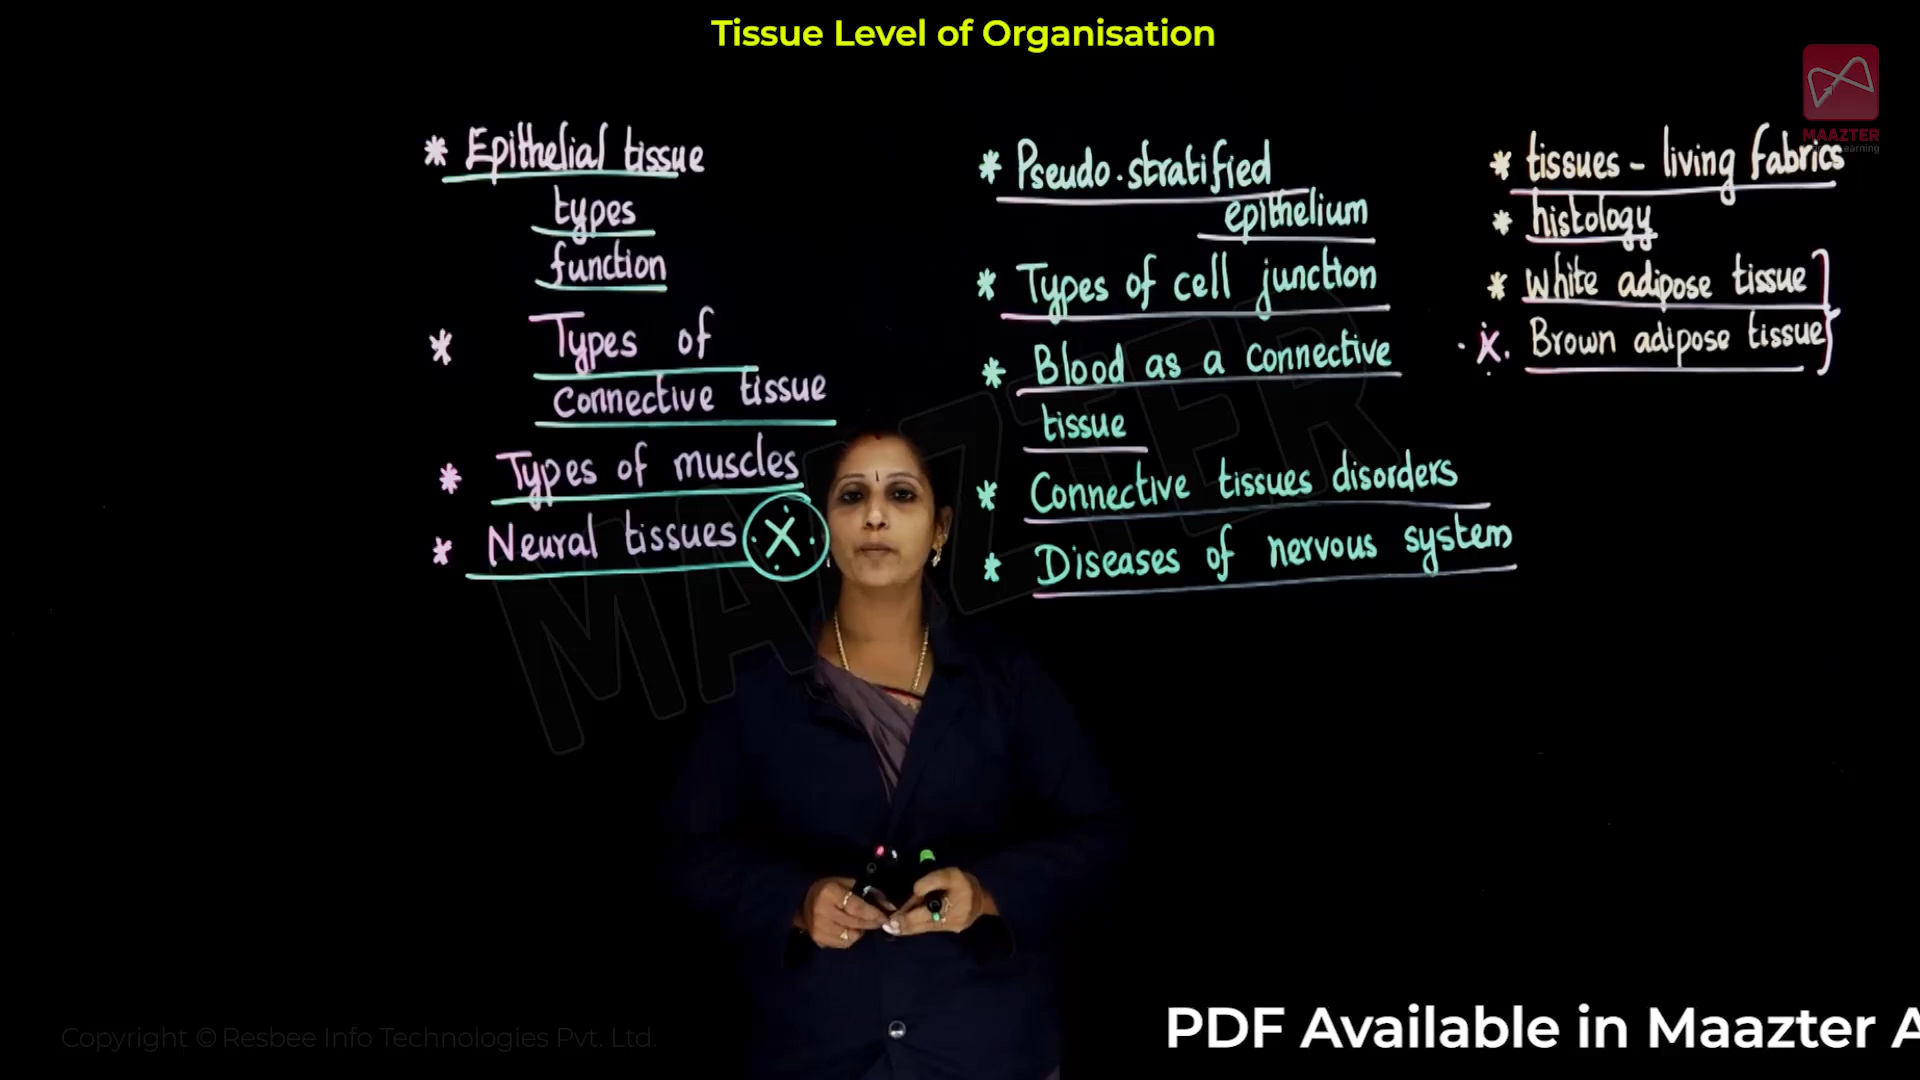 Tissue Level of Organisation
MAAZTER
* Epithelial tissue
types
function
* Types of
connective tissue
* Types of muscles
* Neural tissues X
* Pseudo.stratified
epithelium
* Types of cell junction
* Blood as a connective
tissue
* Connective tissues disorders
* Diseases of nervous system
* tissues - living fabrics
* histology
* White adipose tissue
* Brown adipose tissue
MAAZTER
Copyright © Resbee Info Technologies Pvt. Ltd.
PDF Available in Maazter A